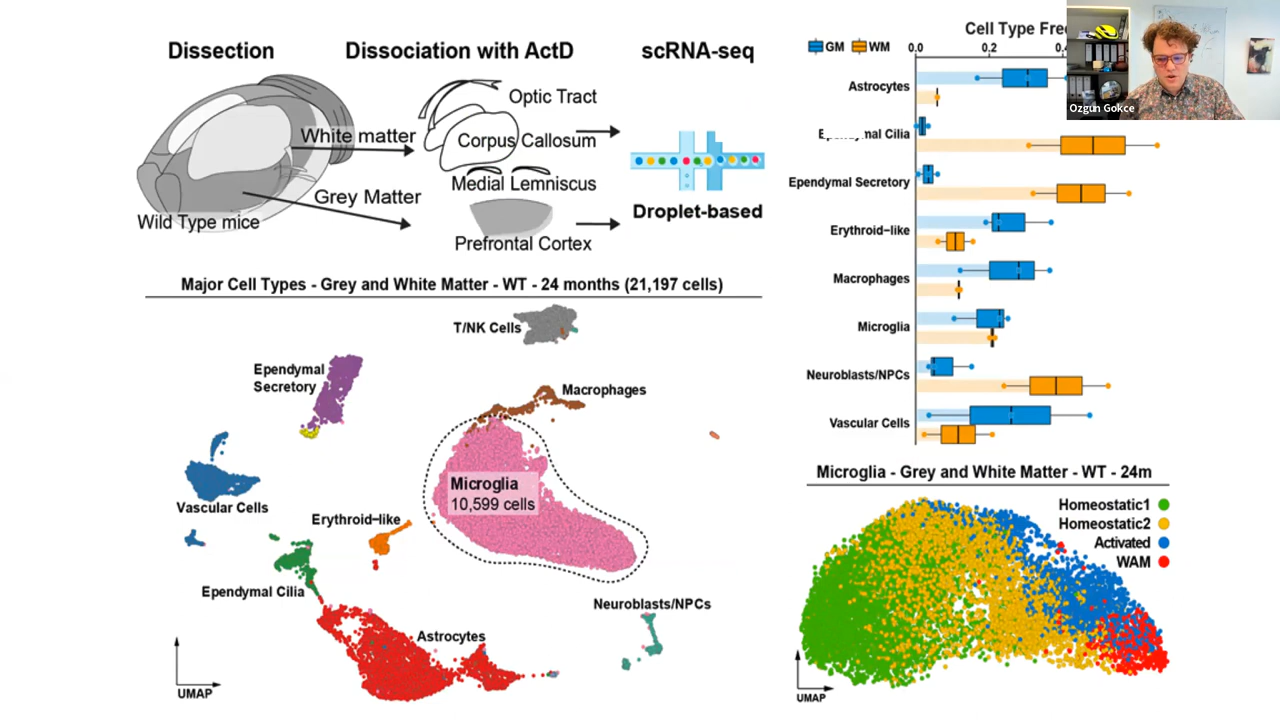 Dissection
Dissociation with ActD
scRNA-seq
White matter
Grey Matter
Wild Type mice
Optic Tract
Corpus Callosum
Medial Lemniscus
Prefrontal Cortex
Droplet-based
Major Cell Types - Grey and White Matter - WT - 24 months (21,197 cells)
T/NK Cells
Ependymal
Secretory
Macrophages
Microglia
10,599 cells
Vascular Cells
Erythroid-like
Ependymal Cilia
Neuroblasts/NPCs
Astrocytes
UMAP
Cell Type
GM
WM
0.0
0.2
Ozgun Gokce
Astrocytes
Cilia
Ependymal Secretory
Erythroid-like
Macrophages
Microglia
Neuroblasts/NPCs
Vascular Cells
Microglia - Grey and White Matter - WT - 24m
Homeostatic1
Homeostatic2
Activated
WAM
UMAP